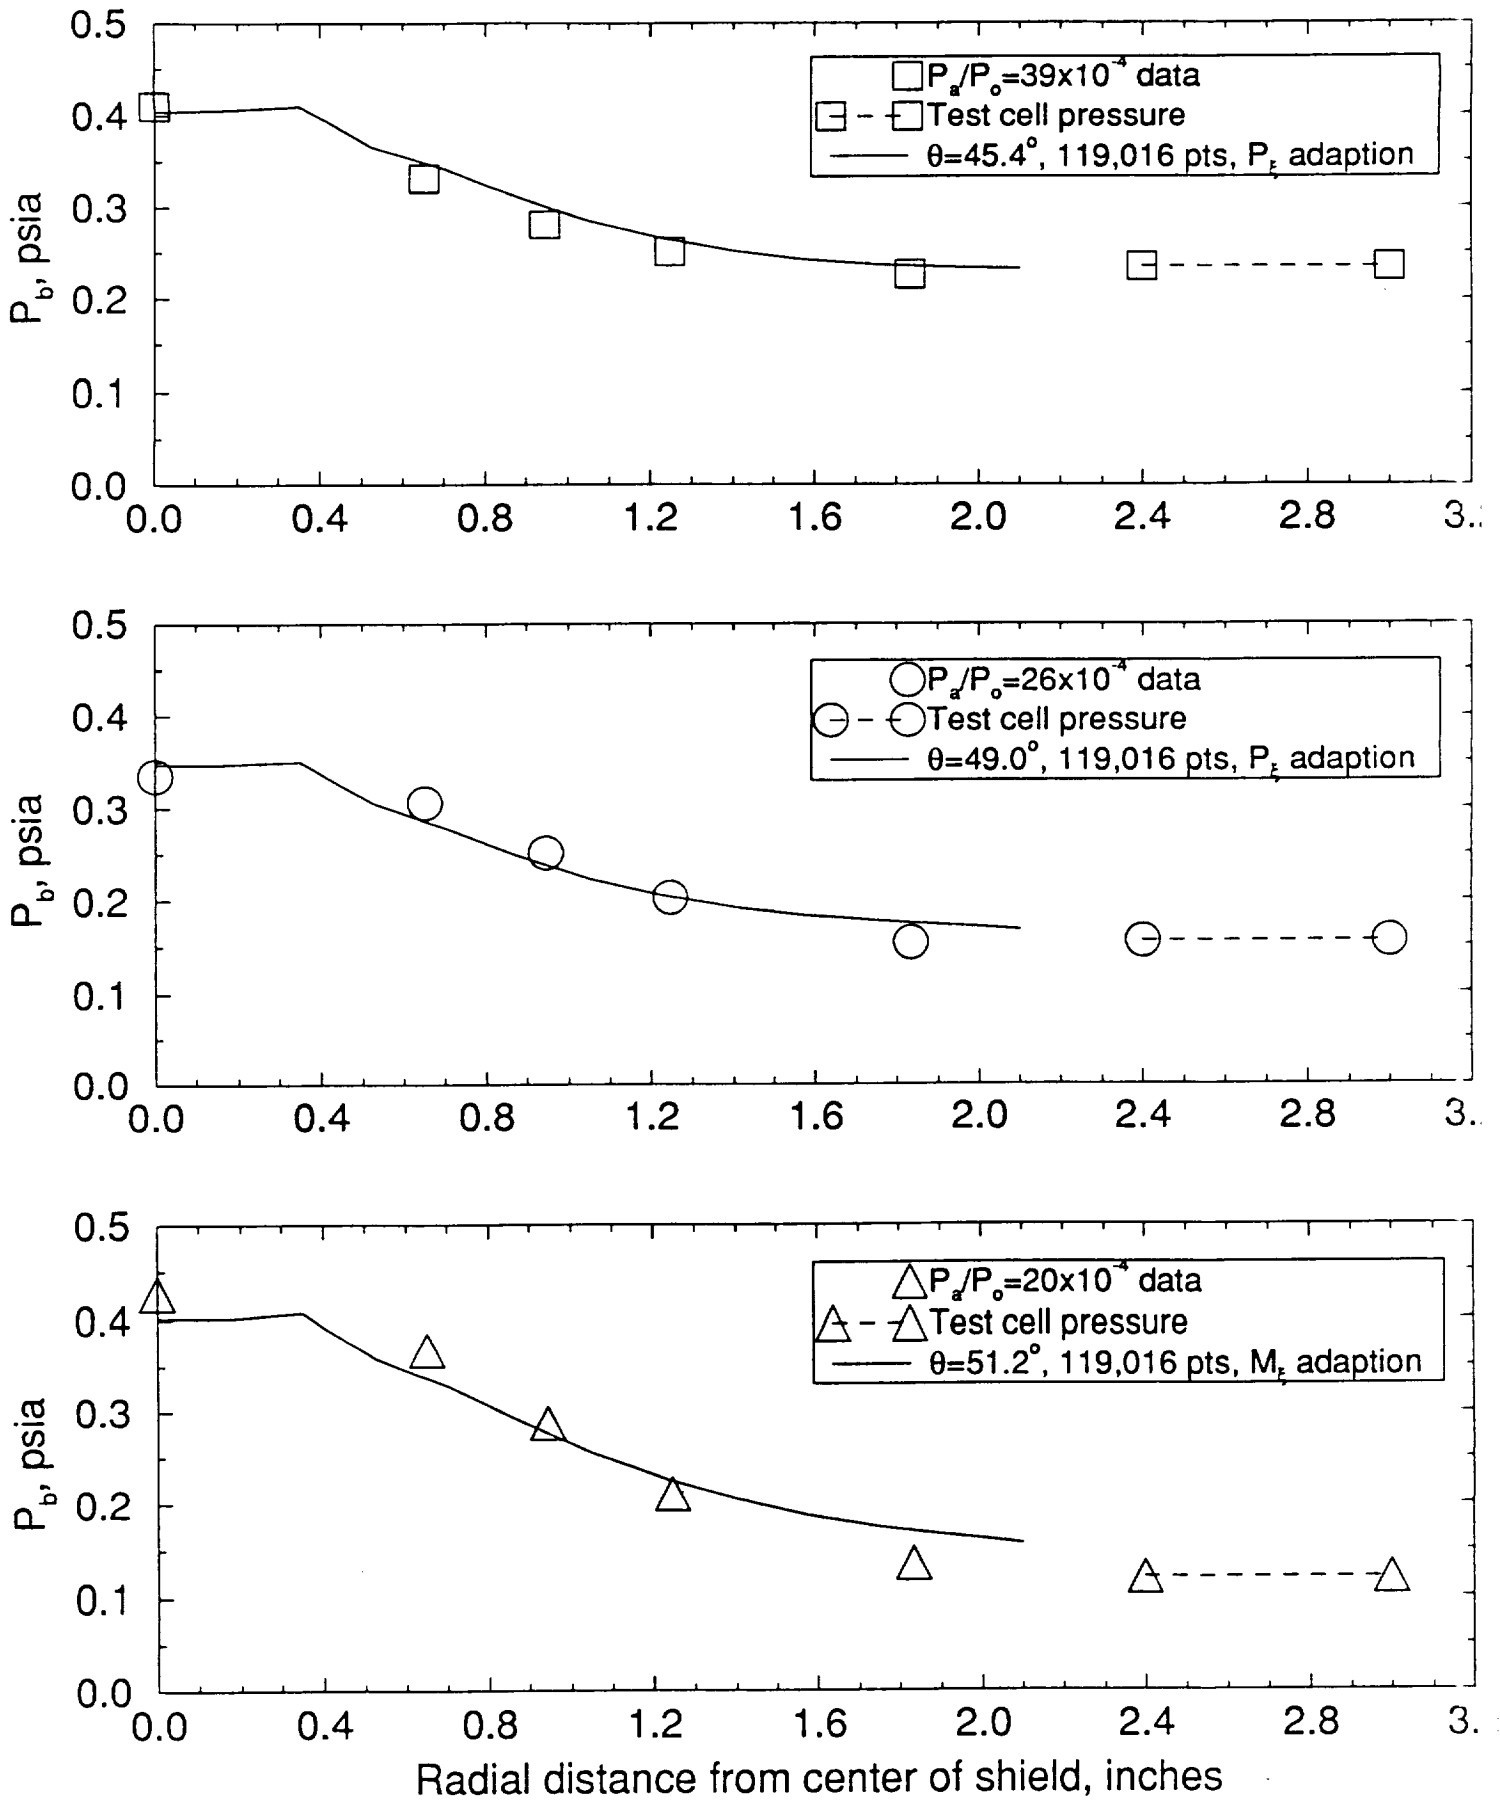 0.5
0.4
0.3
0.2
0.1
0.0
P_b, psia
P_a/P_o=39x10^-4 data
Test cell pressure
θ=45.4°, 119,016 pts, P_ξ adaption
0.0 0.4 0.8 1.2 1.6 2.0 2.4 2.8 3.
0.5
0.4
0.3
0.2
0.1
0.0
P_b, psia
P_a/P_o=26x10^-4 data
Test cell pressure
θ=49.0°, 119,016 pts, P_ξ adaption
0.0 0.4 0.8 1.2 1.6 2.0 2.4 2.8 3.
0.5
0.4
0.3
0.2
0.1
0.0
P_b, psia
P_a/P_o=20x10^-4 data
Test cell pressure
θ=51.2°, 119,016 pts, M_ξ adaption
0.0 0.4 0.8 1.2 1.6 2.0 2.4 2.8 3.
Radial distance from center of shield, inches